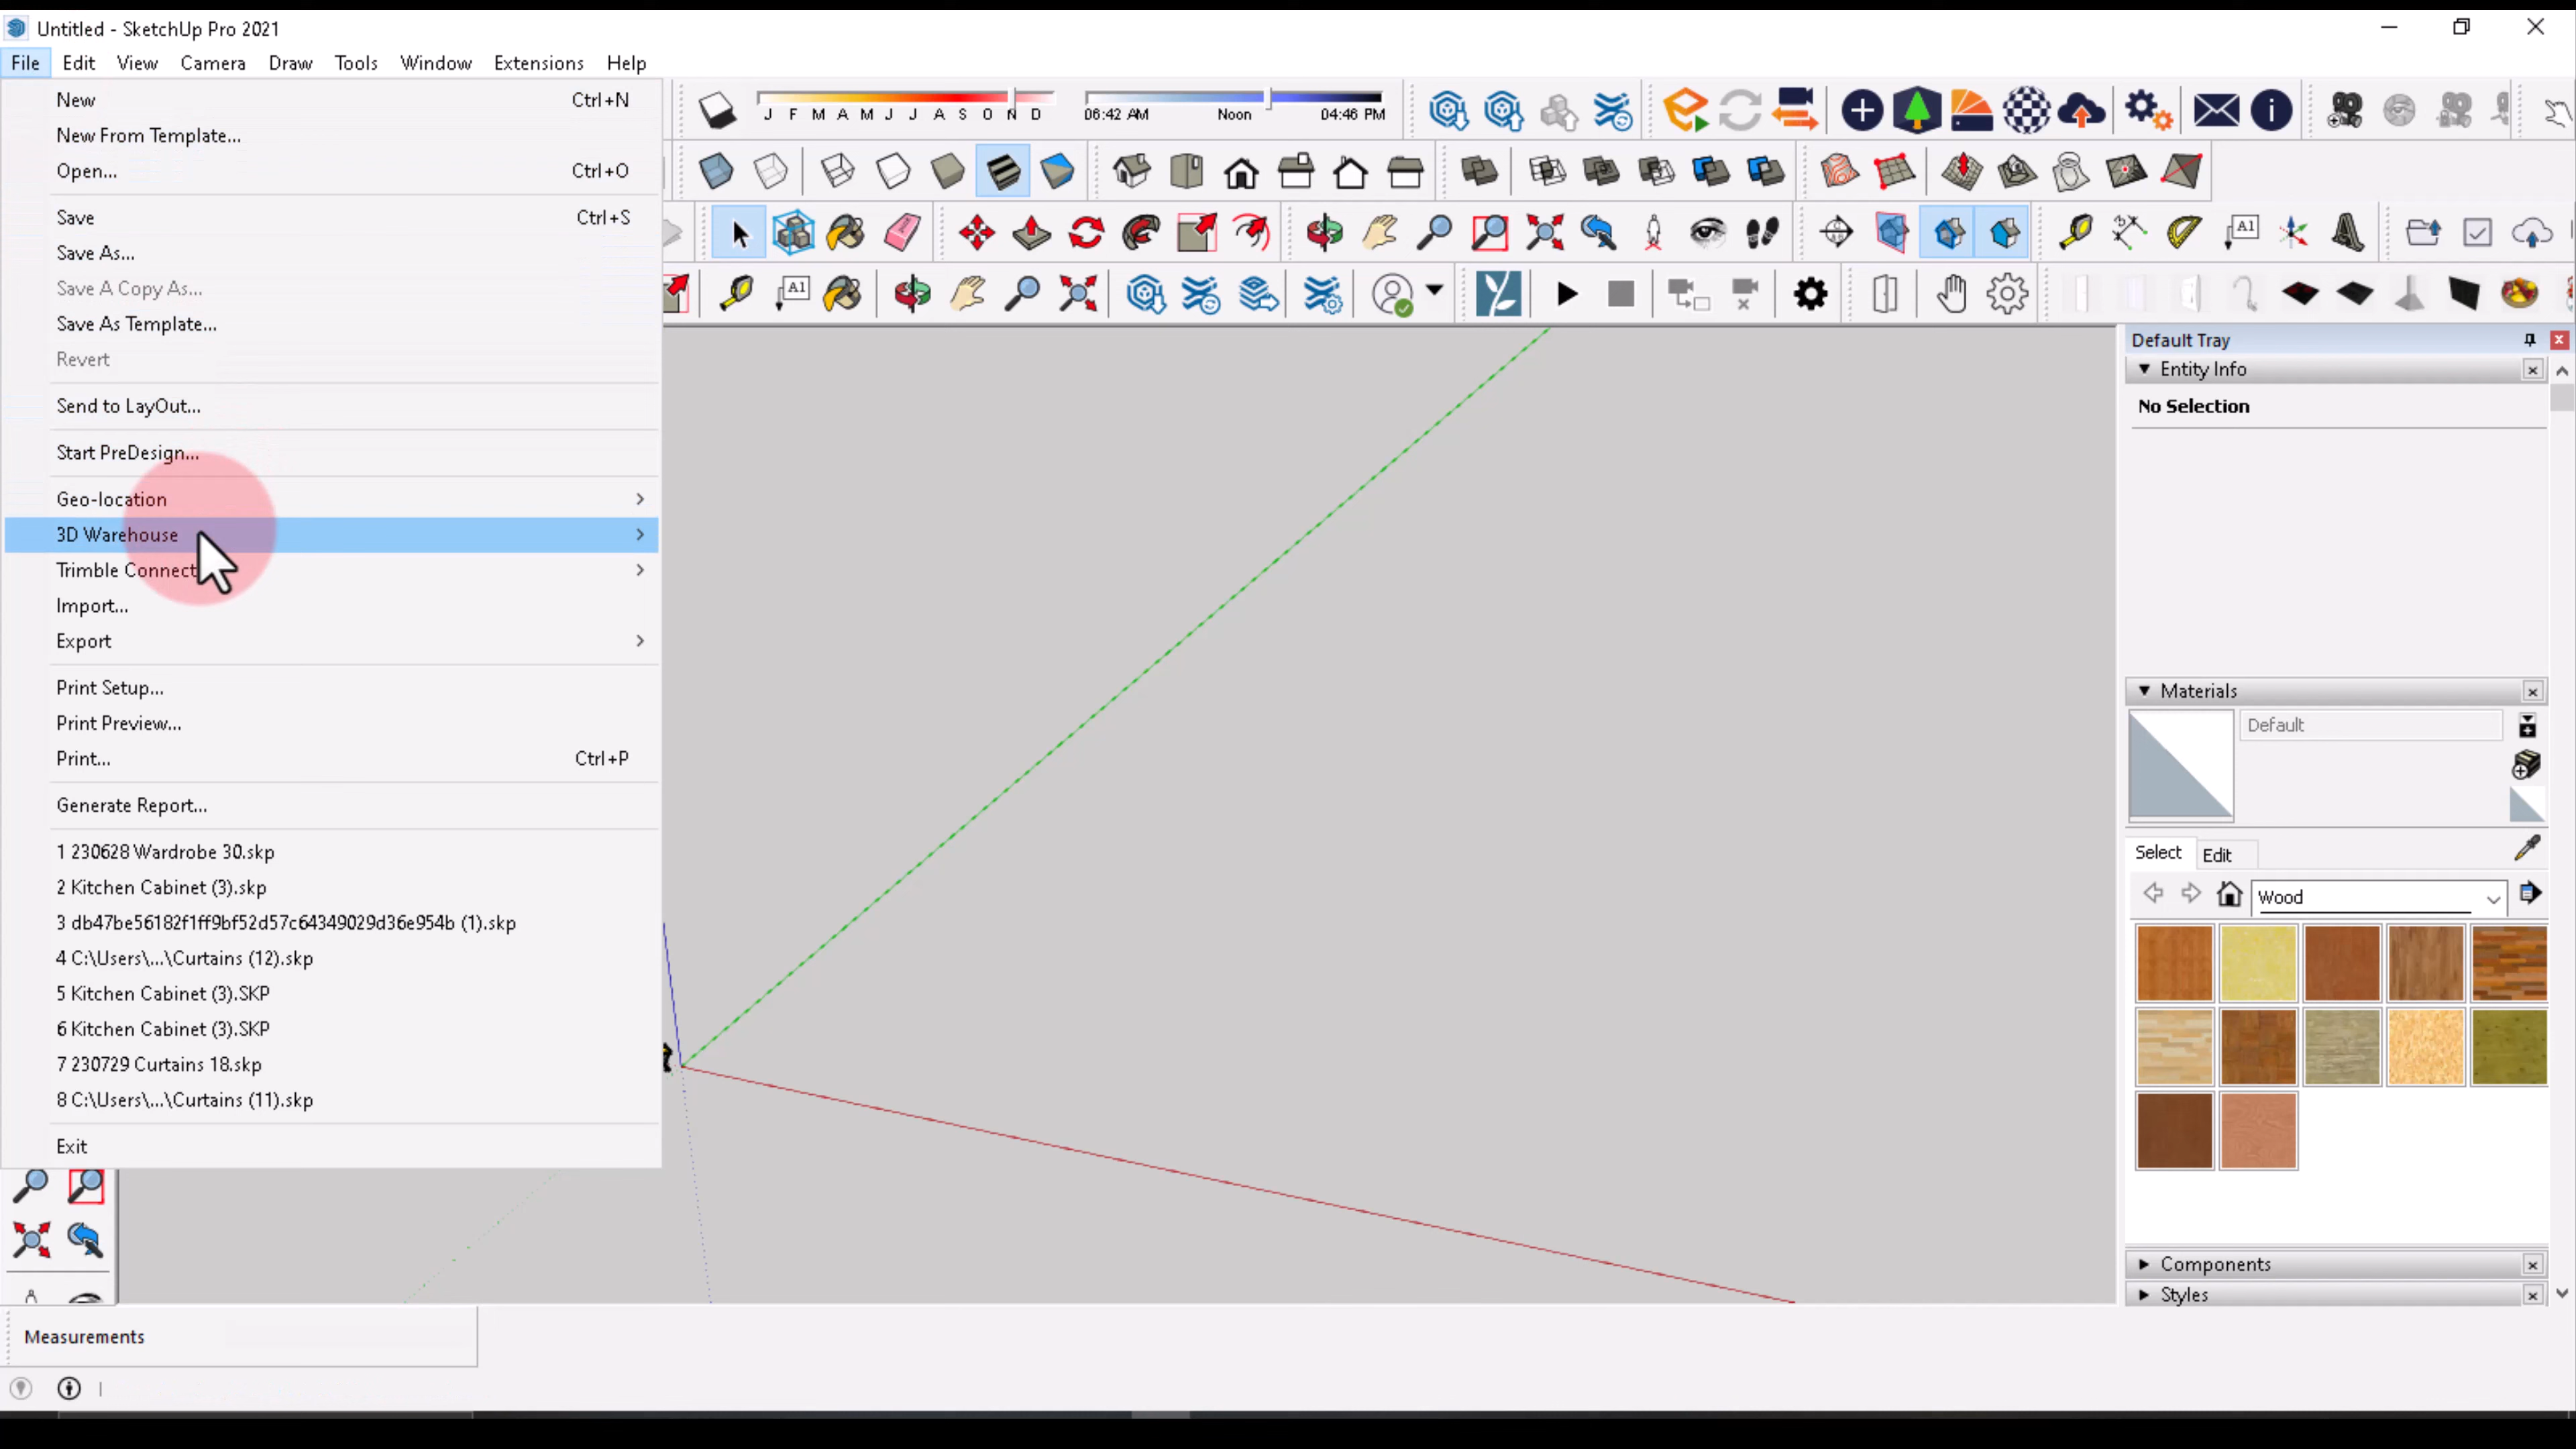 Untitled - SketchUp Pro 2021
File Edit View Camera Draw Tools Window Extensions Help
New Ctrl+N
New From Template...
Open... Ctrl+O
Save Ctrl+S
Save As...
Save A Copy As...
Save As Template...
Revert
Send to LayOut...
Start PreDesign...
Geo-location
3D Warehouse
Trimble Connect
Import...
Export
Print Setup...
Print Preview...
Print... Ctrl+P
Generate Report...
1 230628 Wardrobe 30.skp
2 Kitchen Cabinet (3).skp
3 db47be56182f1ff9bf52d57c64349029d36e954b (1).skp
4 C:\Users\...\Curtains (12).skp
5 Kitchen Cabinet (3).SKP
6 Kitchen Cabinet (3).SKP
7 230729 Curtains 18.skp
8 C:\Users\...\Curtains (11).skp
Exit
J F M A M J J A S O N D
06:42 AM Noon 04:46 PM
A1
A1
Default Tray
Entity Info
No Selection
Materials
Default
Select Edit
Wood
Components
Styles
Measurements